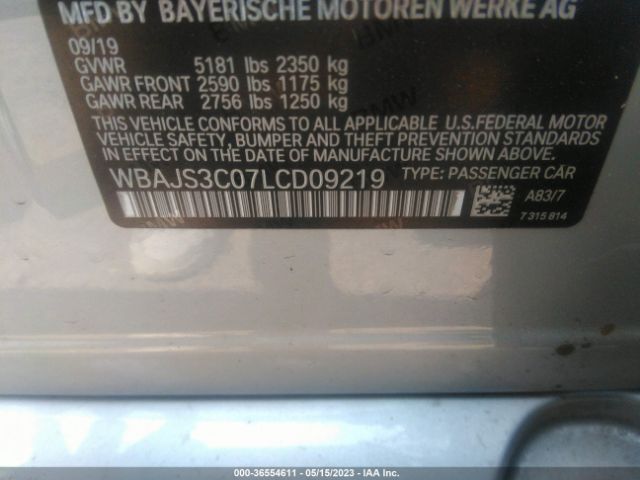 MFD BY BAYERISCHE MOTOREN WERKE AG
09/19
GVWR 5181 lbs 2350 kg
GAWR FRONT 2590 lbs 1175 kg
GAWR REAR 2756 lbs 1250 kg
THIS VEHICLE CONFORMS TO ALL APPLICABLE U.S.FEDERAL MOTOR
VEHICLE SAFETY, BUMPER, AND THEFT PREVENTION STANDARDS
IN EFFECT ON THE DATE OF MANUFACTURE SHOWN ABOVE.
WBAJS3C07LCD09219 TYPE: PASSENGER CAR
A83/7
7 315 814
000-36554611 - 05/15/2023 - IAA Inc.